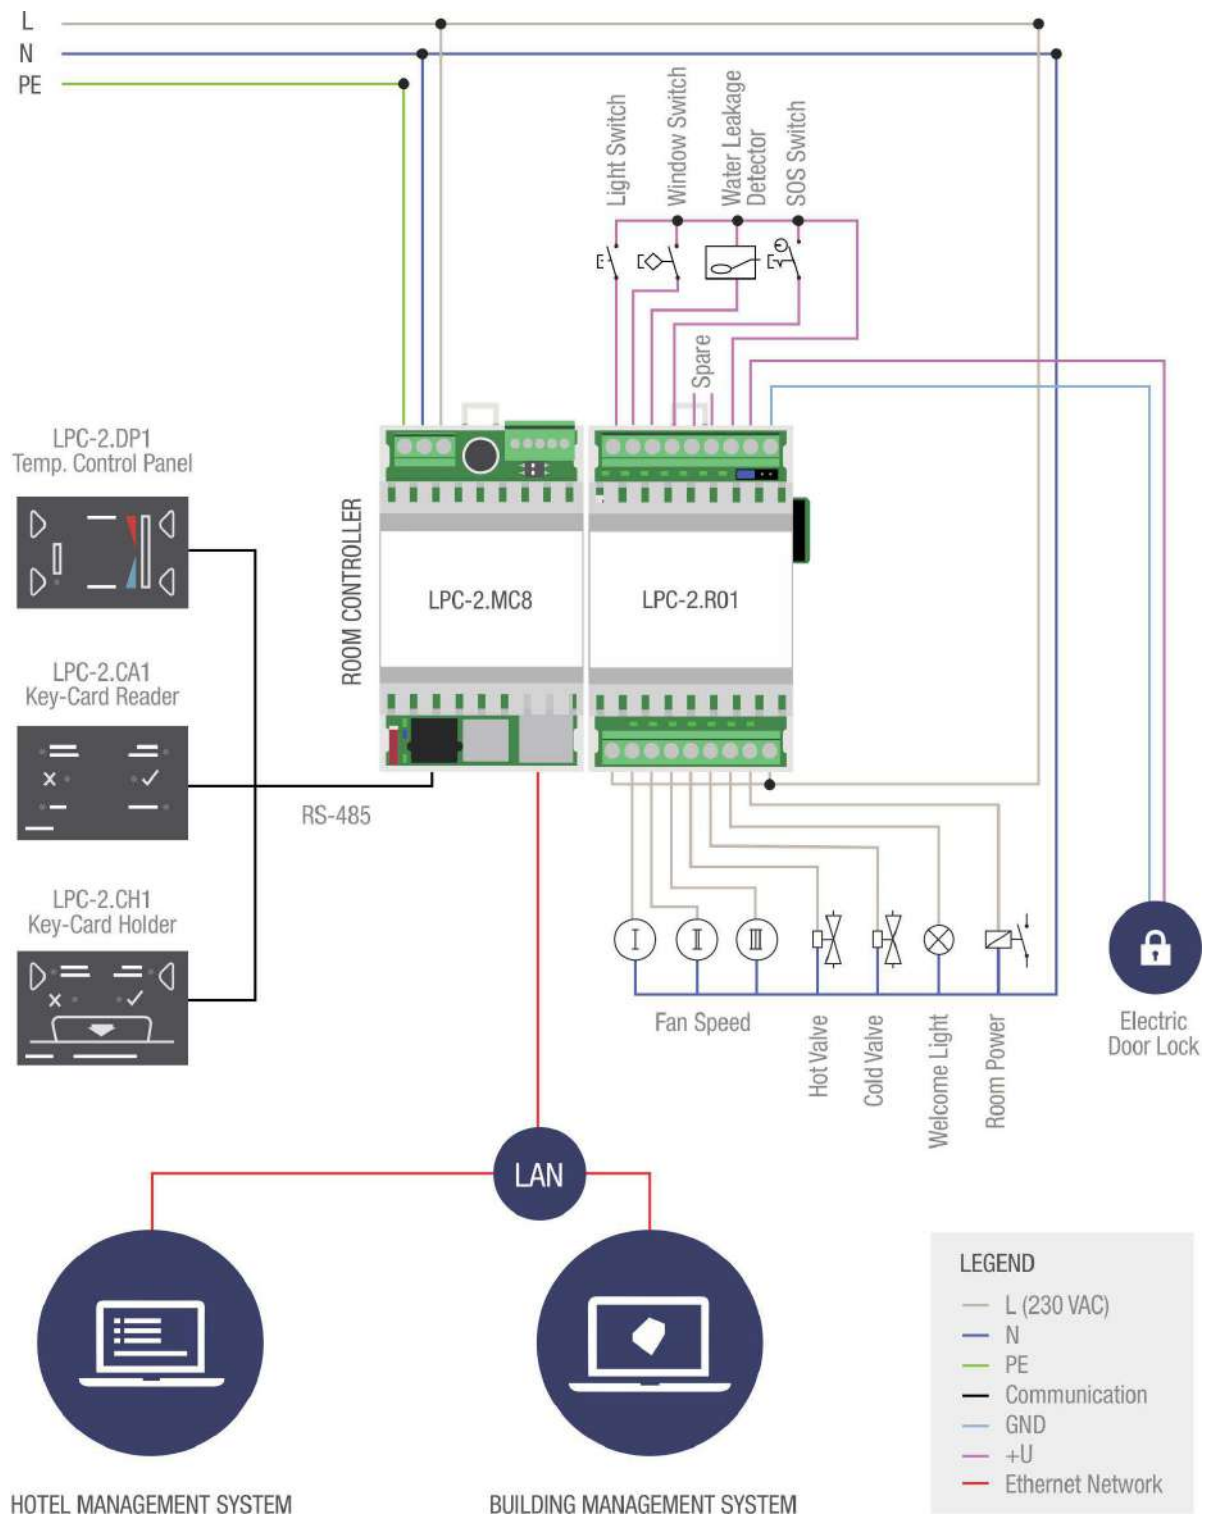 L
N
PE
Light Switch
Window Switch
Water Leakage
Detector
SOS Switch
Spare
LPC-2.DP1
Temp. Control Panel
ROOM CONTROLLER
LPC-2.MC8
LPC-2.R01
LPC-2.CA1
Key-Card Reader
RS-485
LPC-2.CH1
Key-Card Holder
I
II
III
Fan Speed
Hot Valve
Cold Valve
Welcome Light
Room Power
Electric
Door Lock
LAN
LEGEND
L (230 VAC)
N
PE
Communication
GND
+U
Ethernet Network
HOTEL MANAGEMENT SYSTEM
BUILDING MANAGEMENT SYSTEM